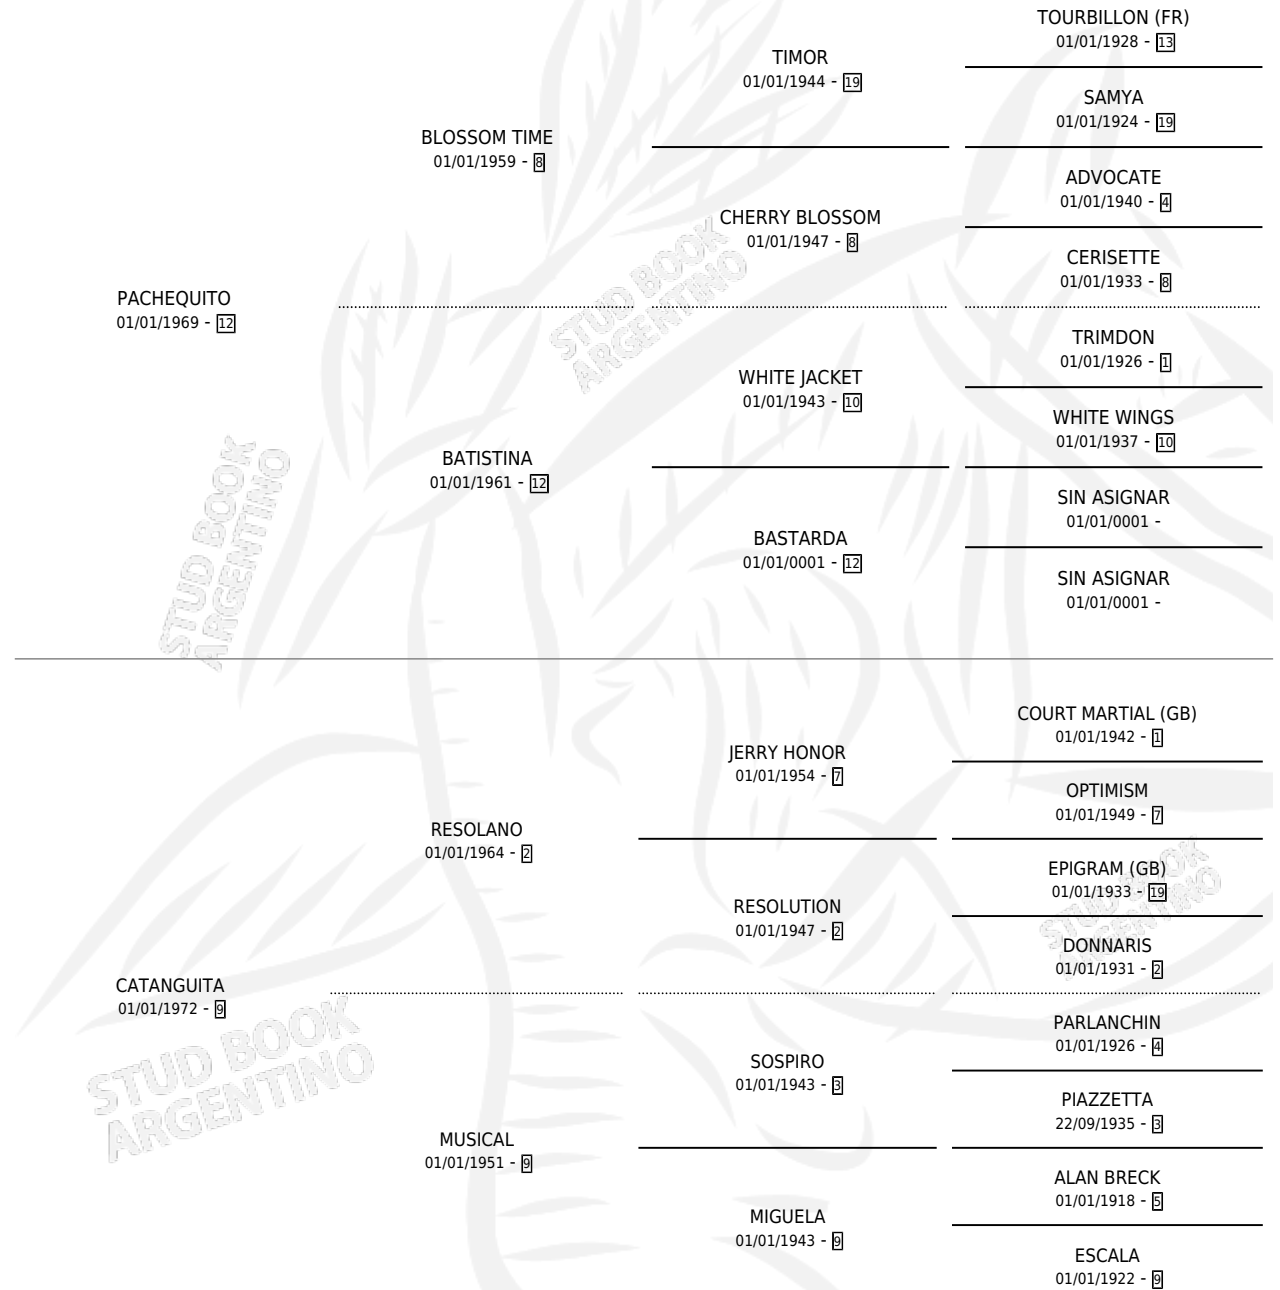 TOURBILLON (FR)
01/01/1928 - 13
TIMOR
01/01/1944 - 19
SAMYA
01/01/1924 - 19
BLOSSOM TIME
01/01/1959 - 8
ADVOCATE
01/01/1940 - 4
CHERRY BLOSSOM
01/01/1947 - 8
CERISETTE
01/01/1933 - 8
PACHEQUITO
01/01/1969 - 12
STUD BOOK
ARGENTINO
TRIMDON
01/01/1926 - 1
WHITE JACKET
01/01/1943 - 10
WHITE WINGS
01/01/1937 - 10
BATISTINA
01/01/1961 - 12
SIN ASIGNAR
01/01/0001 -
BASTARDA
01/01/0001 - 12
SIN ASIGNAR
01/01/0001 -
STUD BOOK
ARGENTINO
COURT MARTIAL (GB)
01/01/1942 - 1
JERRY HONOR
01/01/1954 - 7
OPTIMISM
01/01/1949 - 7
RESOLANO
01/01/1964 - 2
EPIGRAM (GB)
01/01/1933 - 19
RESOLUTION
01/01/1947 - 2
DONNARIS
01/01/1931 - 2
STUD BOOK
ARGENTINO
CATANGUITA
01/01/1972 - 9
PARLANCHIN
01/01/1926 - 4
SOSPIRO
01/01/1943 - 3
PIAZZETTA
22/09/1935 - 3
STUD BOOK
ARGENTINO
MUSICAL
01/01/1951 - 9
ALAN BRECK
01/01/1918 - 5
MIGUELA
01/01/1943 - 9
ESCALA
01/01/1922 - 9